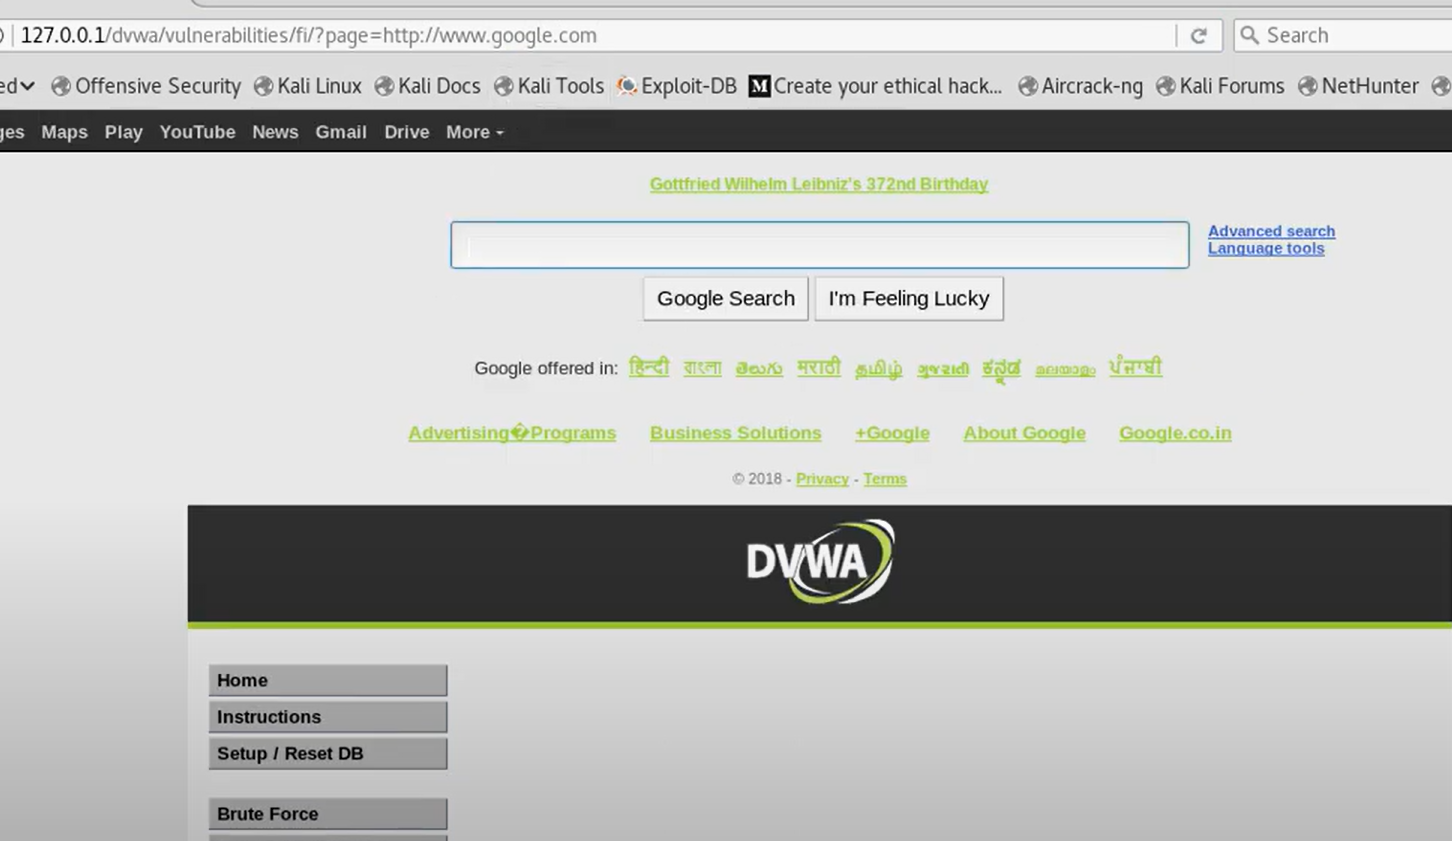 127.0.0.1/dvwa/vulnerabilities/fi/?page=http://www.google.com Search
Offensive Security Kali Linux Kali Docs Kali Tools Exploit-DB M Create your ethical hack... Aircrack-ng Kali Forums NetHunter
Maps Play YouTube News Gmail Drive More
Gottfried Wilhelm Leibniz's 372nd Birthday
Advanced search
Language tools
Google Search I'm Feeling Lucky
Google offered in: हिन्दी বাংলা తెలుగు मराठी தமிழ் ગુજરાતી ಕನ್ನಡ മലയാളം ਪੰਜਾਬੀ
Advertising�Programs Business Solutions +Google About Google Google.co.in
© 2018 - Privacy - Terms
DVWA
Home
Instructions
Setup / Reset DB
Brute Force